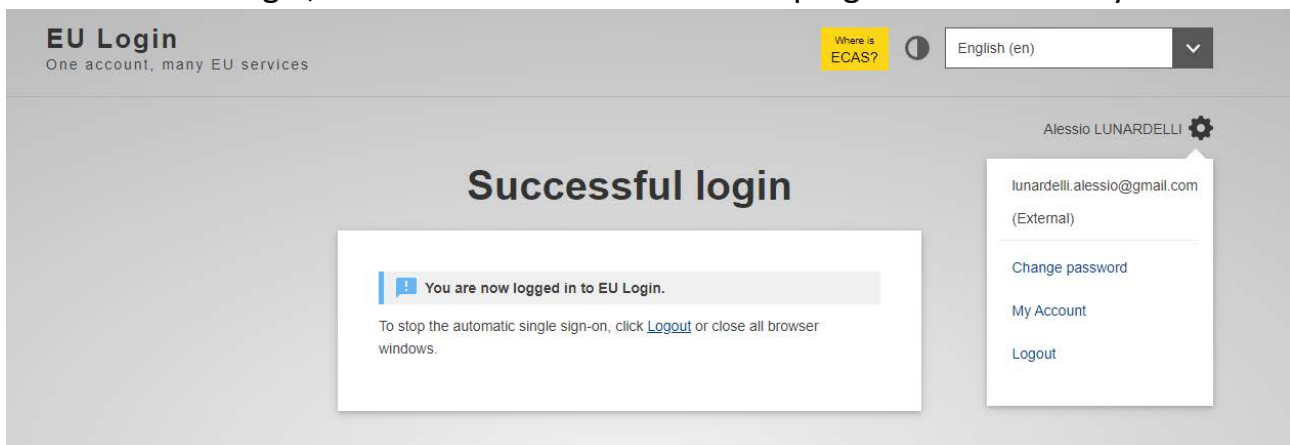 EU Login
One account, many EU services
Where is
ECAS?
English (en)
Alessio LUNARDELLI
Successful login
lunardelli.alessio@gmail.com
(External)
You are now logged in to EU Login.
Change password
To stop the automatic single sign-on, click Logout or close all browser
windows.
My Account
Logout